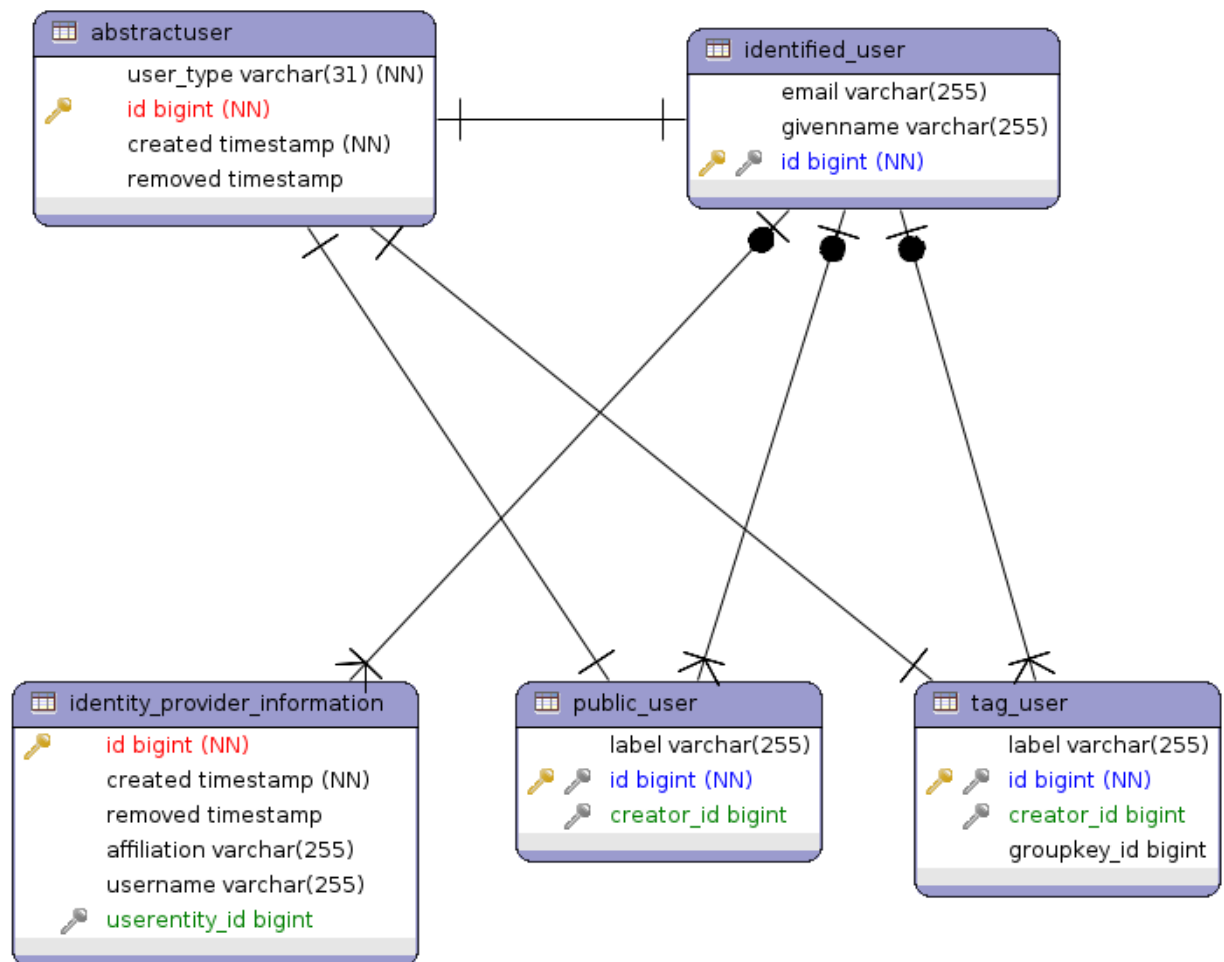 abstractuser
user_type varchar(31) (NN)
id bigint (NN)
created timestamp (NN)
removed timestamp
identified_user
email varchar(255)
givenname varchar(255)
id bigint (NN)
identity_provider_information
id bigint (NN)
created timestamp (NN)
removed timestamp
affiliation varchar(255)
username varchar(255)
userentity_id bigint
public_user
label varchar(255)
id bigint (NN)
creator_id bigint
tag_user
label varchar(255)
id bigint (NN)
creator_id bigint
groupkey_id bigint